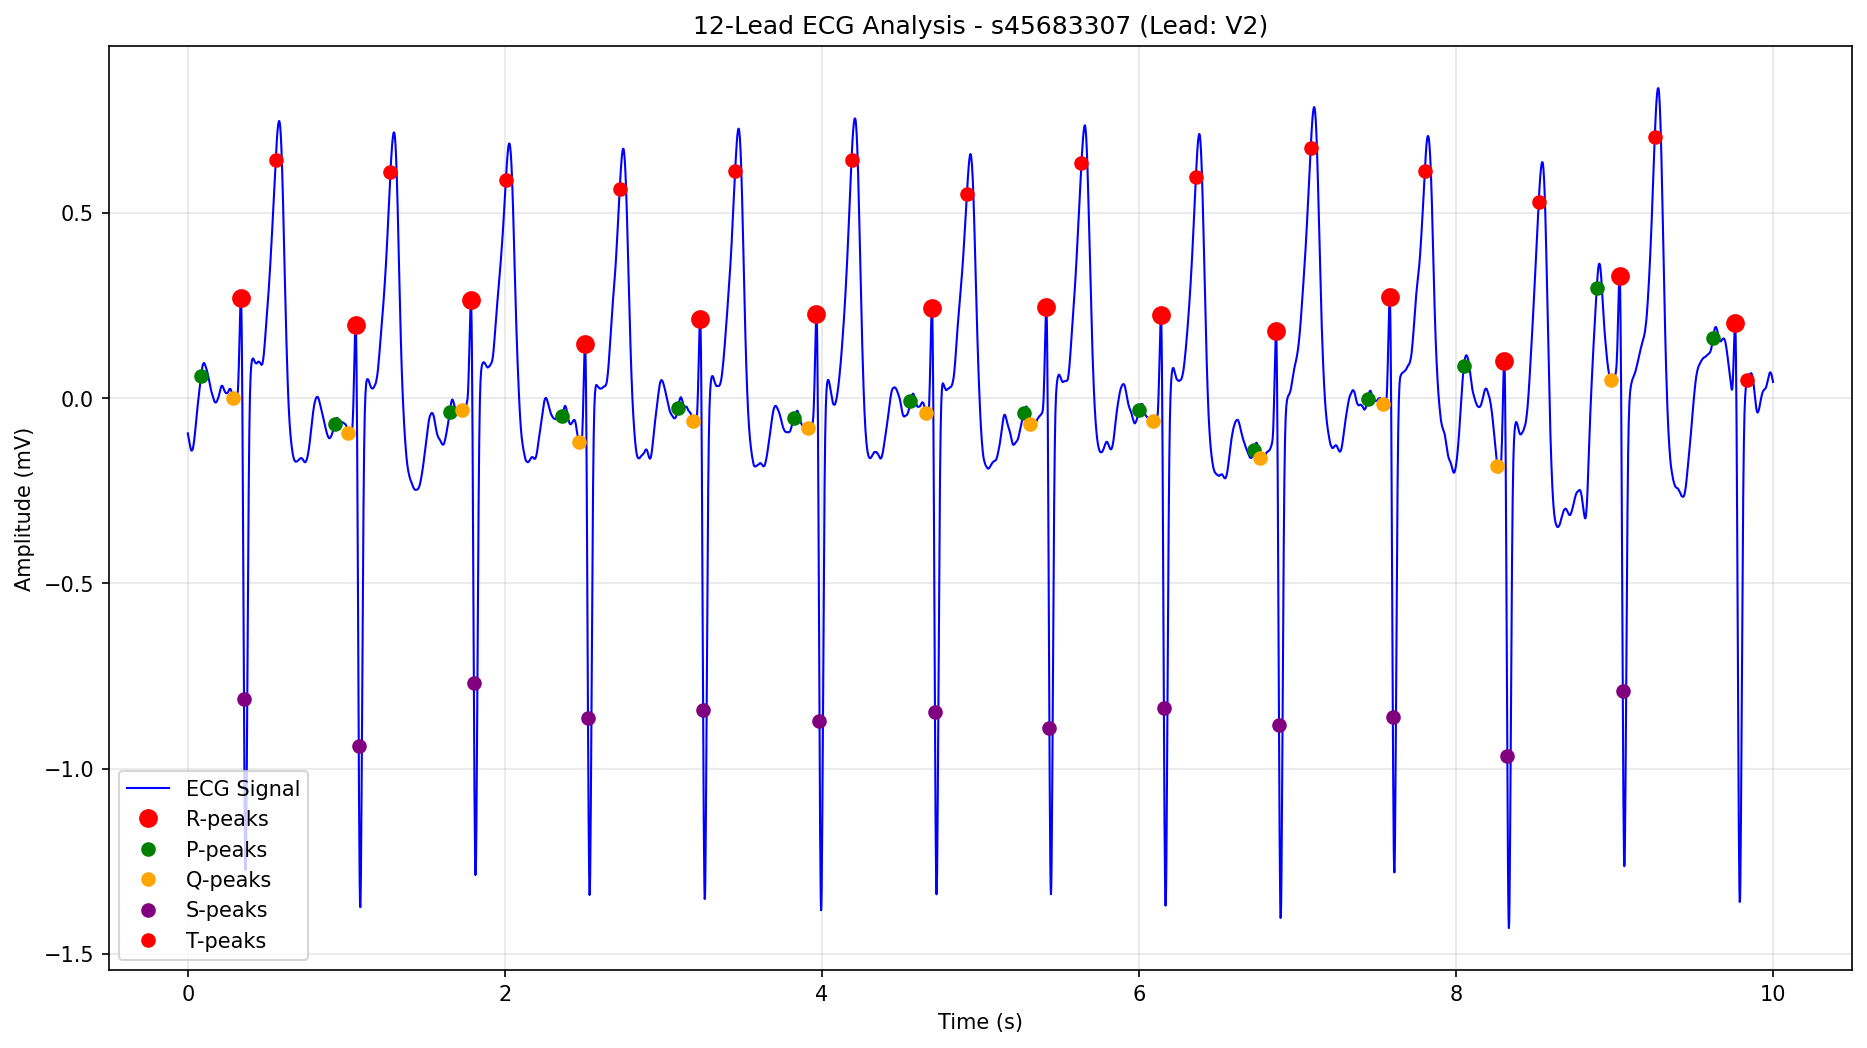 12-Lead ECG Analysis - s45683307 (Lead: V2)
Amplitude (mV)
0.5
0.0
−0.5
−1.0
−1.5
ECG Signal
R-peaks
P-peaks
Q-peaks
S-peaks
T-peaks
0 2 4 6 8 10
Time (s)